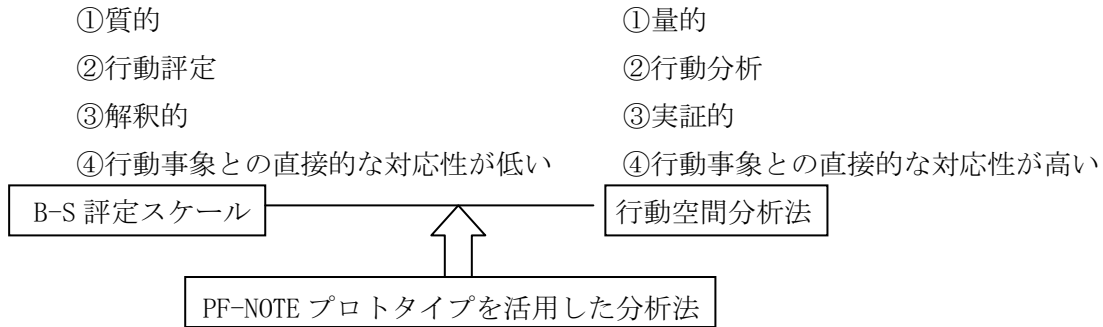 ①質的 ①量的
②行動評定 ②行動分析
③解釈的 ③実証的
④行動事象との直接的な対応性が低い ④行動事象との直接的な対応性が高い
B-S 評定スケール 行動空間分析法
PF-NOTE プロトタイプを活用した分析法